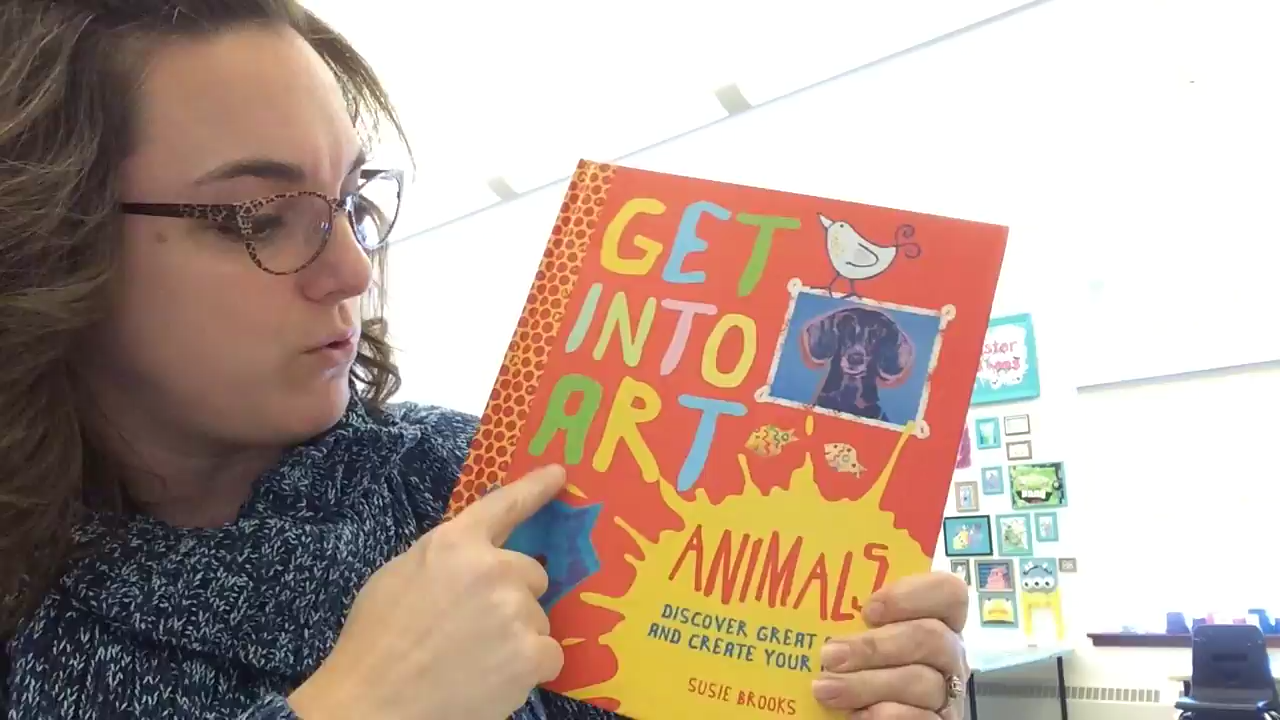 GET
INTO
ART
ANIMALS
DISCOVER GREAT
AND CREATE YOUR
SUSIE BROOKS